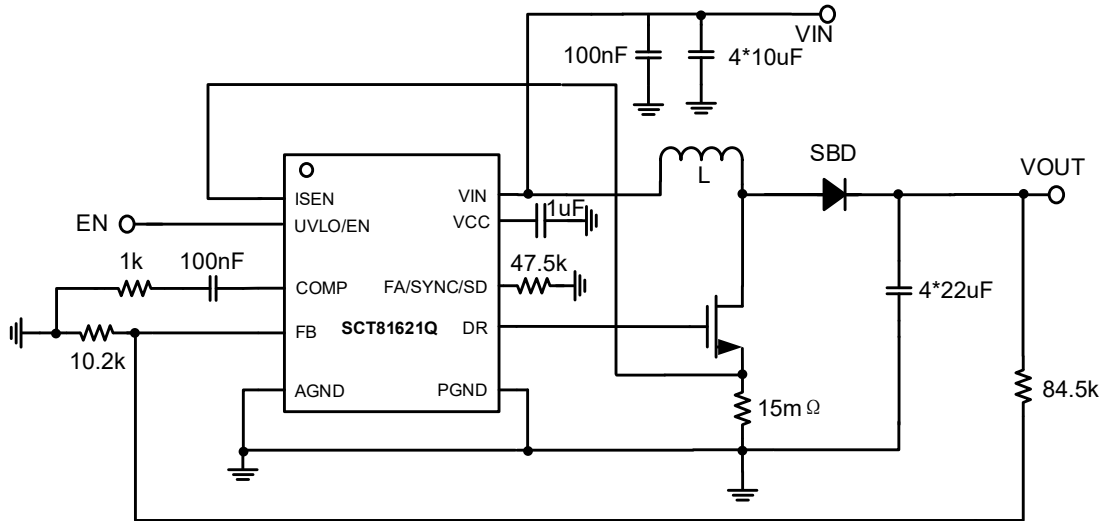 VIN
100nF
4*10uF
SBD
VOUT
L
ISEN
VIN
EN
UVLO/EN
VCC
1uF
1k
100nF
47.5k
COMP
FA/SYNC/SD
4*22uF
FB
SCT81621Q
DR
10.2k
AGND
PGND
84.5k
15mΩ